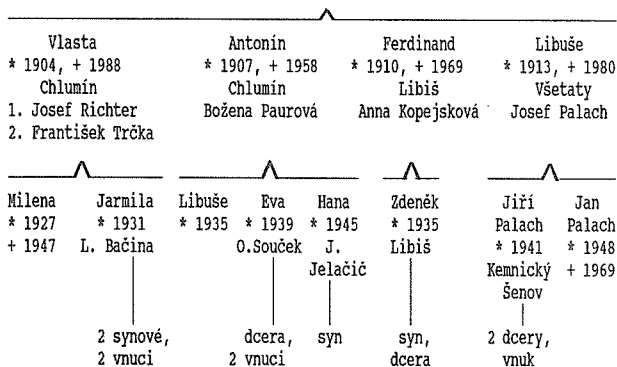 Vlasta Antonín Ferdinand Libuše
* 1904, + 1988 * 1907, + 1958 * 1910, + 1969 * 1913, + 1980
Chlumín Chlumín Libiš Všetaty
1. Josef Richter Božena Paurová Anna Kopejsková Josef Palach
2. František Trčka
Milena Jarmila Libuše Eva Hana Zdeněk Jiří Jan
* 1927 * 1931 * 1935 * 1939 * 1945 * 1935 Palach Palach
+ 1947 L. Bačina O.Souček J. Libiš * 1941 * 1948
Jelačič Kemnický + 1969
Šenov
2 synové, dcera, syn syn, 2 dcery,
2 vnuci 2 vnuci dcera vnuk